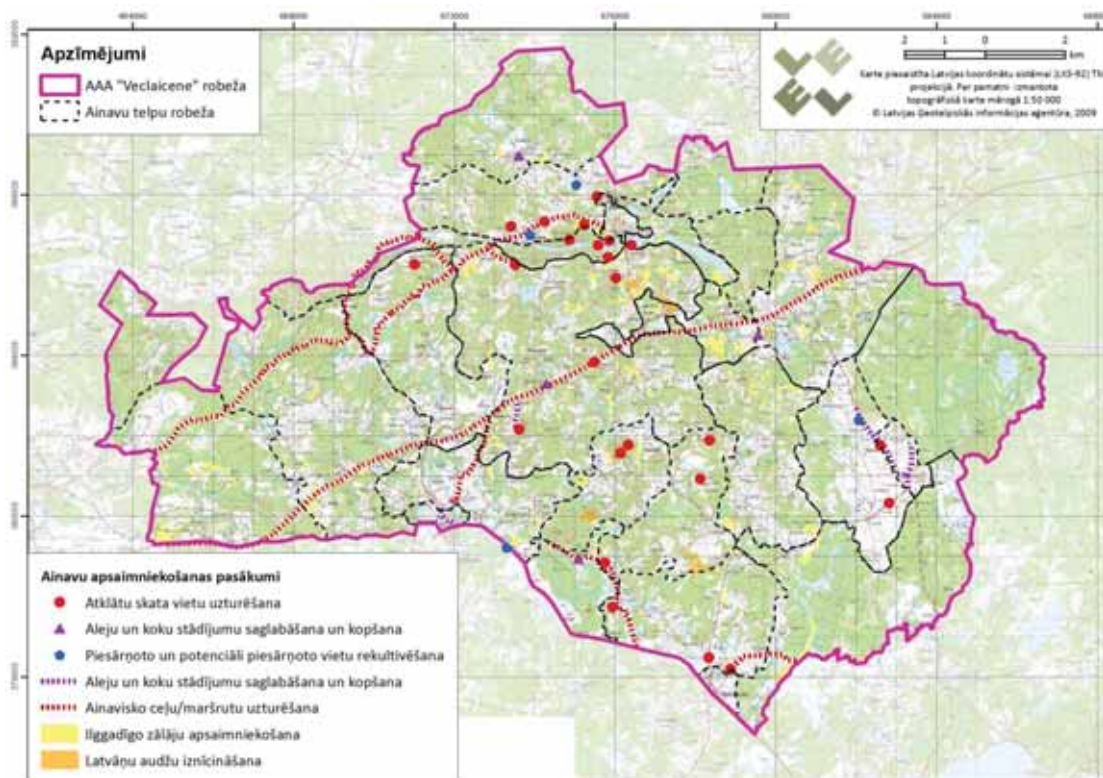 Apzīmējumi
AAA "Veclaicene" robeža
Ainavu telpu robeža
2 1 0 2
km
Karte piesaistīta Latvijas koordinātu sistēmai (LKS-92) TM
projekcijā. Par pamatni izmantota
topogrāfiskā karte mērogā 1:50 000
© Latvijas Ģeotelpiskās informācijas aģentūra, 2009
Ainavu apsaimniekošanas pasākumi
Atklātu skata vietu uzturēšana
Aleju un koku stādījumu saglabāšana un kopšana
Piesārņoto un potenciāli piesārņoto vietu rekultivēšana
Aleju un koku stādījumu saglabāšana un kopšana
Ainavisko ceļu/maršrutu uzturēšana
Ilggadīgo zālāju apsaimniekošana
Latvāņu audžu iznīcināšana